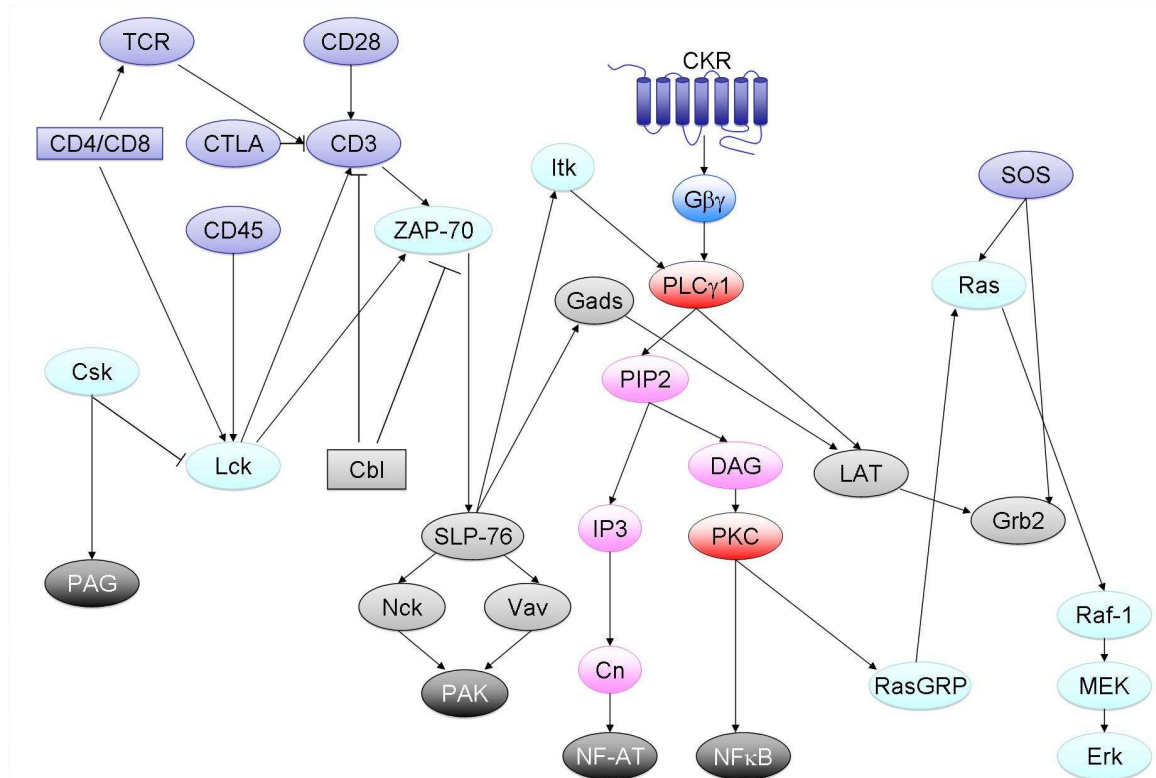 TCR
CD28
CKR
CD4/CD8
CTLA
CD3
Itk
SOS
CD45
ZAP-70
Gβγ
Gads
PLCγ1
Ras
Csk
PIP2
Lck
Cbl
DAG
LAT
SLP-76
IP3
PKC
Grb2
PAG
Nck
Vav
Raf-1
PAK
Cn
RasGRP
MEK
NF-AT
NFκB
Erk